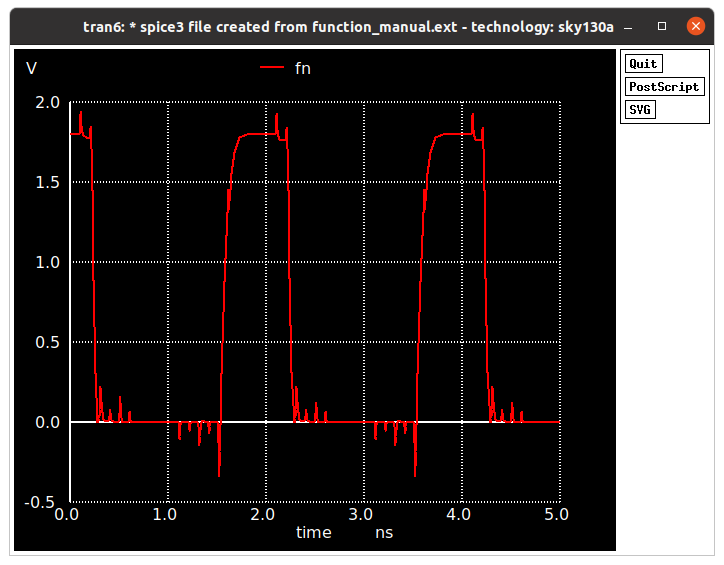 tran6: * spice3 file created from function_manual.ext - technology: sky130a
Quit
PostScript
SVG
V
fn
2.0
1.5
1.0
0.5
0.0
-0.5
0.0 1.0 2.0 3.0 4.0 5.0
time ns